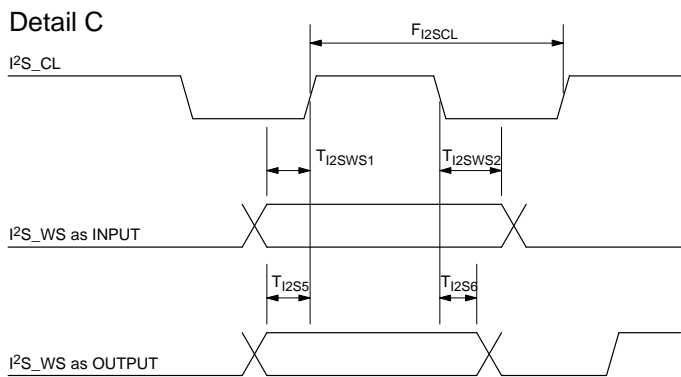 Detail C
F_I2SCL
I²S_CL
T_I2SWS1
T_I2SWS2
I²S_WS as INPUT
T_I2S5
T_I2S6
I²S_WS as OUTPUT